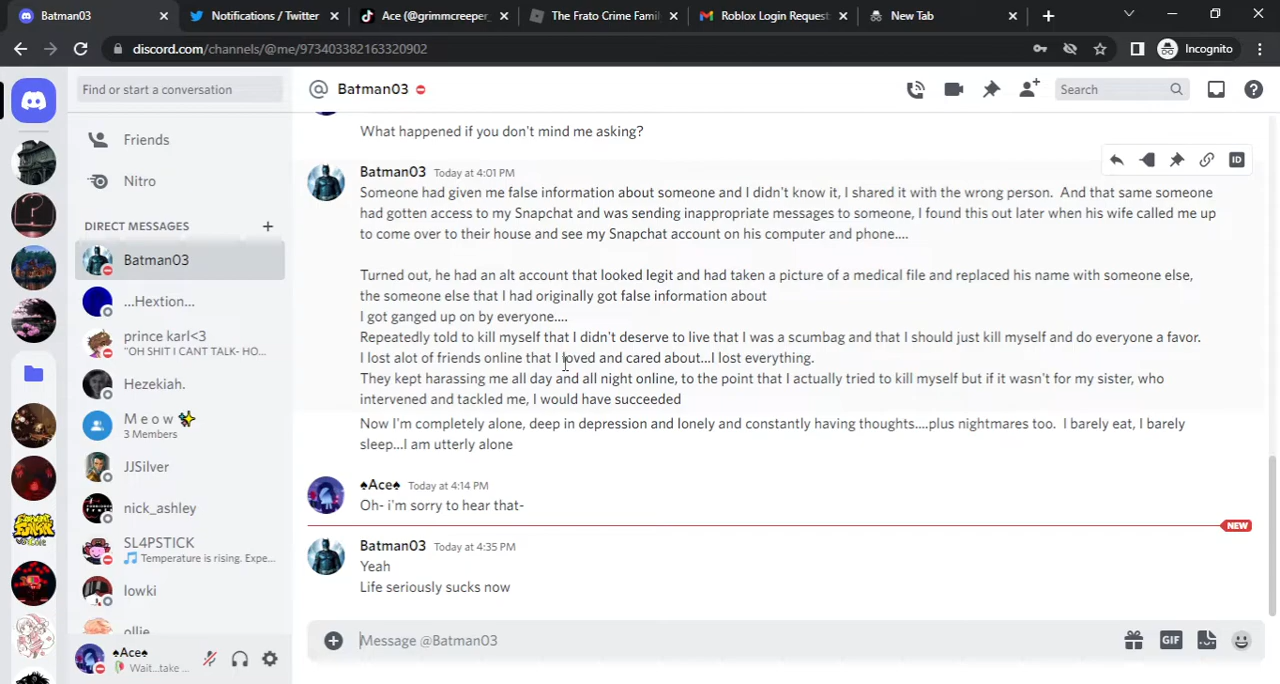 Batman03
Notifications / Twitter
Ace (@grimmcreeper_
The Frato Crime Famil
Roblox Login Request
New Tab
discord.com/channels/@me/973403382163320902
Incognito
Find or start a conversation
@ Batman03
Search
Friends
Nitro
DIRECT MESSAGES
Batman03
...Hextion...
prince karl<3
"OH SHIT I CANT TALK- HO...
Hezekiah.
M e o w ✨
3 Members
JJSilver
nick_ashley
SL4PSTICK
🎵 Temperature is rising. Expe...
lowki
ollie
♠Ace♠
Wait...take ...
What happened if you don't mind me asking?
Batman03 Today at 4:01 PM
ID
Someone had given me false information about someone and I didn't know it, I shared it with the wrong person. And that same someone
had gotten access to my Snapchat and was sending inappropriate messages to someone, I found this out later when his wife called me up
to come over to their house and see my Snapchat account on his computer and phone....
Turned out, he had an alt account that looked legit and had taken a picture of a medical file and replaced his name with someone else,
the someone else that I had originally got false information about
I got ganged up on by everyone....
Repeatedly told to kill myself that I didn't deserve to live that I was a scumbag and that I should just kill myself and do everyone a favor.
I lost alot of friends online that I loved and cared about...I lost everything.
They kept harassing me all day and all night online, to the point that I actually tried to kill myself but if it wasn't for my sister, who
intervened and tackled me, I would have succeeded
Now I'm completely alone, deep in depression and lonely and constantly having thoughts....plus nightmares too. I barely eat, I barely
sleep...I am utterly alone
♠Ace♠ Today at 4:14 PM
Oh- i'm sorry to hear that-
NEW
Batman03 Today at 4:35 PM
Yeah
Life seriously sucks now
Message @Batman03
GIF